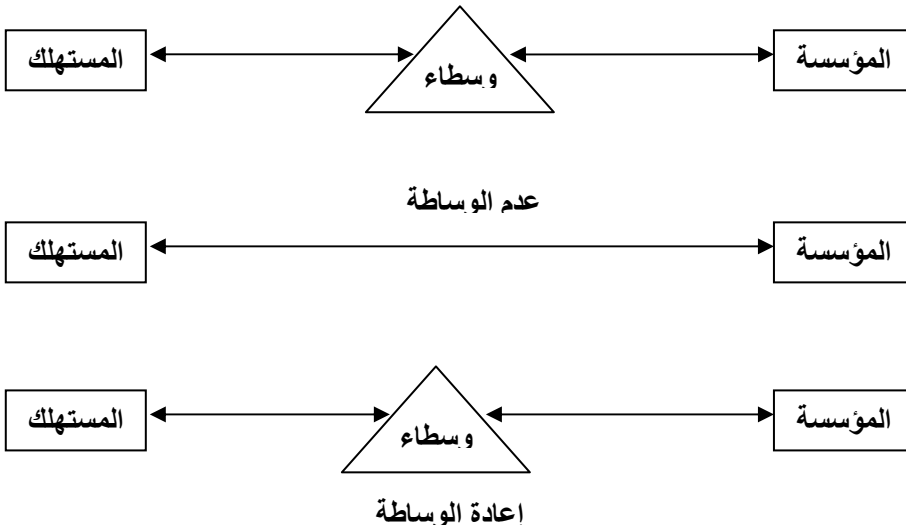 المؤسسة وسطاء المستهلك
عدم الوساطة
المؤسسة المستهلك
المؤسسة وسطاء المستهلك
إعادة الوساطة